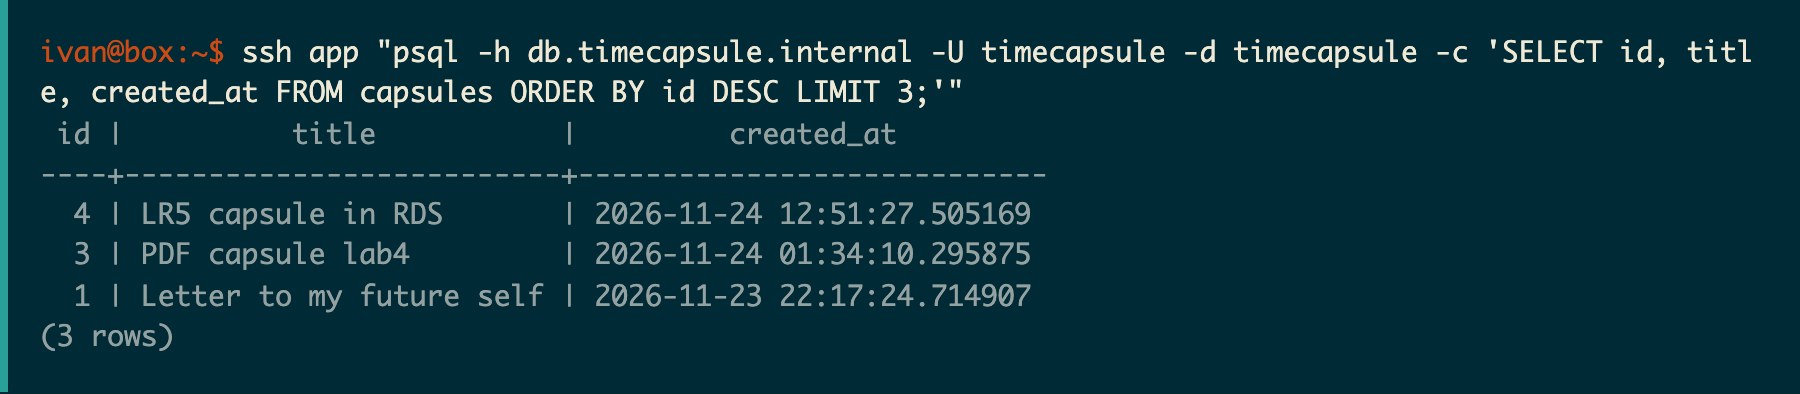 ivan@box:~$ ssh app "psql -h db.timecapsule.internal -U timecapsule -d timecapsule -c 'SELECT id, titl
e, created_at FROM capsules ORDER BY id DESC LIMIT 3;'"
 id |          title           |         created_at
----+--------------------------+----------------------------
  4 | LR5 capsule in RDS       | 2026-11-24 12:51:27.505169
  3 | PDF capsule lab4         | 2026-11-24 01:34:10.295875
  1 | Letter to my future self | 2026-11-23 22:17:24.714907
(3 rows)